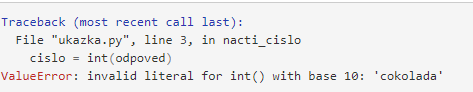 Traceback (most recent call last):
File "ukazka.py", line 3, in nacti_cislo
cislo = int(odpoved)
ValueError: invalid literal for int() with base 10: 'cokolada'